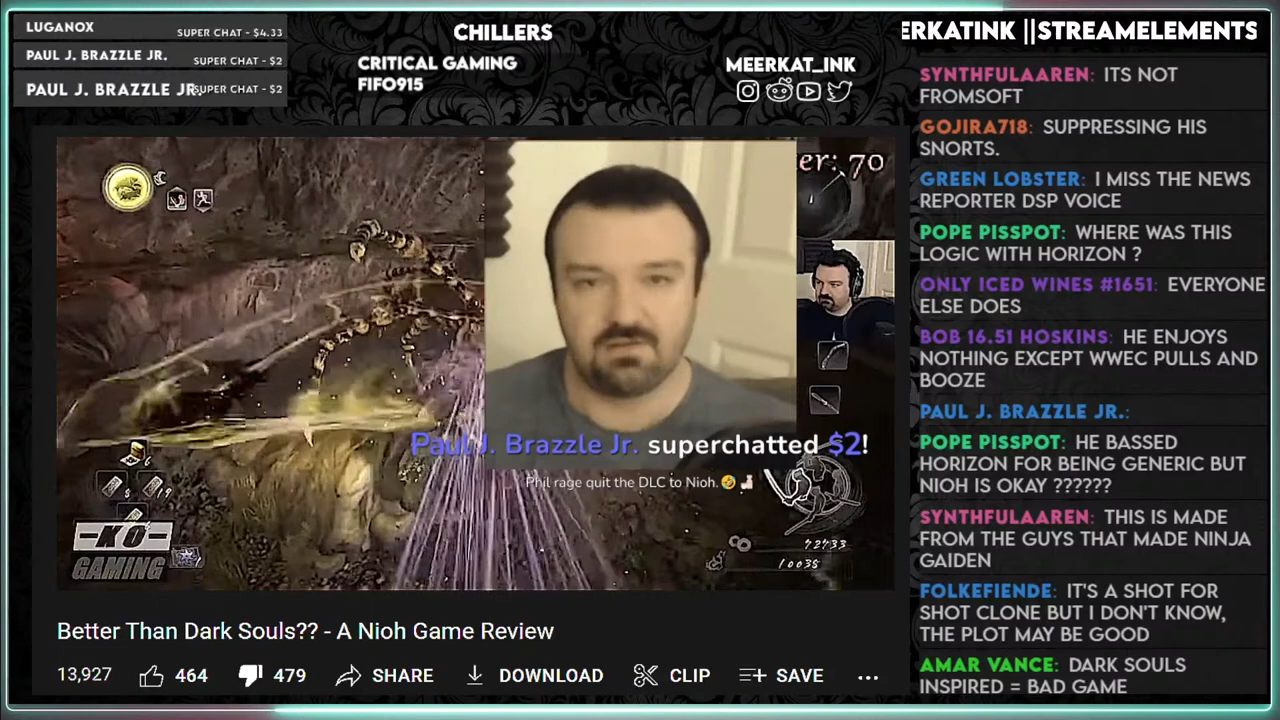 LUGANOX SUPER CHAT - $4.33
PAUL J. BRAZZLE JR. SUPER CHAT - $2
PAUL J. BRAZZLE JR. SUPER CHAT - $2
CHILLERS
CRITICAL GAMING
FIFO915
MEERKAT_INK
ERKATINK ||STREAMELEMENTS
er: 70
Paul J. Brazzle Jr. superchatted $2!
Phil rage quit the DLC to Nioh.🤣
KO
GAMING
72733
10035
Better Than Dark Souls?? - A Nioh Game Review
13,927 464 479 SHARE DOWNLOAD CLIP SAVE ...
SYNTHFULAAREN: ITS NOT
FROMSOFT
GOJIRA718: SUPPRESSING HIS
SNORTS.
GREEN LOBSTER: I MISS THE NEWS
REPORTER DSP VOICE
POPE PISSPOT: WHERE WAS THIS
LOGIC WITH HORIZON ?
ONLY ICED WINES #1651: EVERYONE
ELSE DOES
BOB 16.51 HOSKINS: HE ENJOYS
NOTHING EXCEPT WWEC PULLS AND
BOOZE
PAUL J. BRAZZLE JR.:
POPE PISSPOT: HE BASSED
HORIZON FOR BEING GENERIC BUT
NIOH IS OKAY ??????
SYNTHFULAAREN: THIS IS MADE
FROM THE GUYS THAT MADE NINJA
GAIDEN
FOLKEFIENDE: IT'S A SHOT FOR
SHOT CLONE BUT I DON'T KNOW,
THE PLOT MAY BE GOOD
AMAR VANCE: DARK SOULS
INSPIRED = BAD GAME